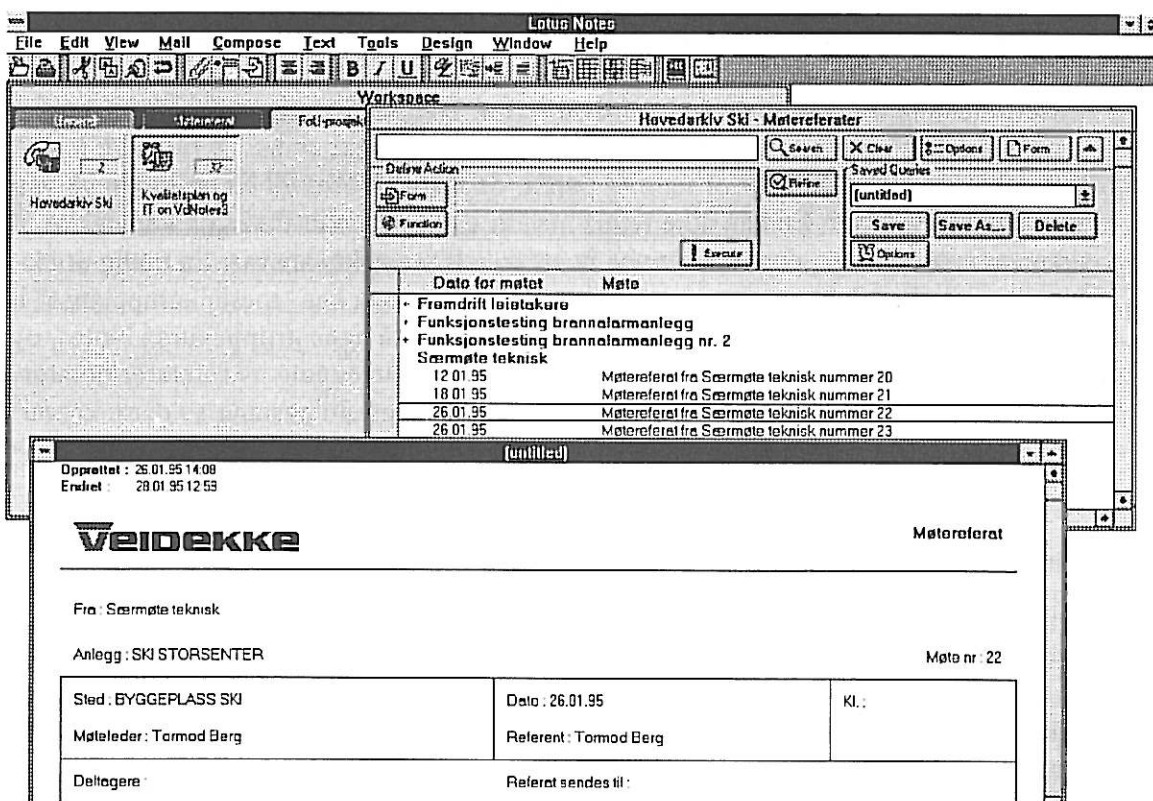 Lotus Notes
File Edit View Mail Compose Text Tools Design Window Help
B I U
Workspace
General Møtereferat FoU-prosjekt
2 32
Hovedarkiv Ski
Kvalitetsplan og
IT on VdNotes3
Hovedarkiv Ski - Møtereferater
Search Clear Options Form
Define Action
Form
Function
Execute
Refine
Saved Queries
(untitled)
Save Save As... Delete
Options
Dato for møtet Møte
+ Fremdrift leietakere
+ Funksjonstesting brannalarmanlegg
+ Funksjonstesting brannalarmanlegg nr. 2
Særmøte teknisk
12 01.95 Møtereferat fra Særmøte teknisk nummer 20
18 01 95 Møtereferat fra Særmøte teknisk nummer 21
26.01.95 Møtereferat fra Særmøte teknisk nummer 22
26 01.95 Møtereferat fra Særmøte teknisk nummer 23
(untitled)
Opprettet : 26.01.95 14:08
Endret : 28 01 95 12 59
VEIDEKKE
Møtereferat
Fra : Særmøte teknisk
Anlegg : SKI STORSENTER
Møte nr : 22
Sted : BYGGEPLASS SKI Dato : 26.01.95 Kl. :
Møteleder : Tormod Berg Referent : Tormod Berg
Deltagere : Referat sendes til :